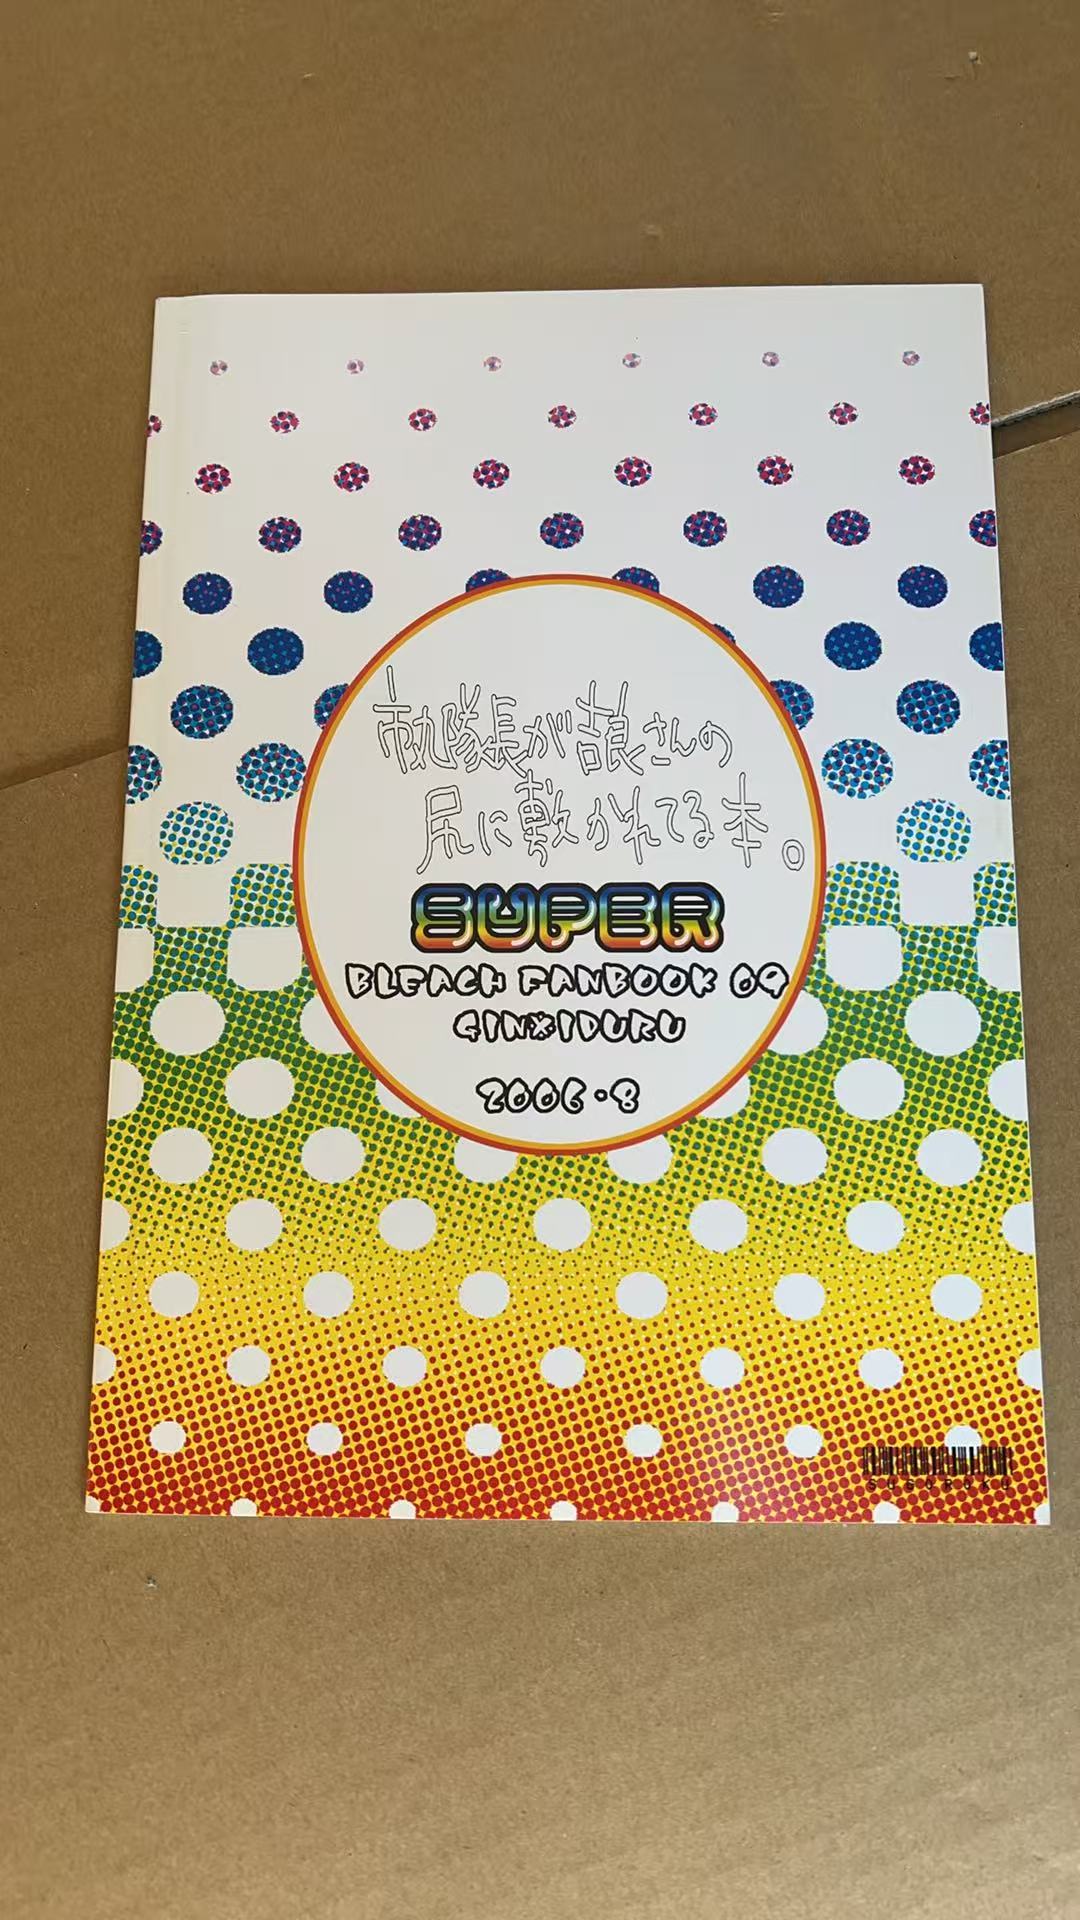 市丸隊長が吉良さんの
尻に敷かれてる本。
SUPER
BLEACH FANBOOK 09
GIN×IDURU
2006・8